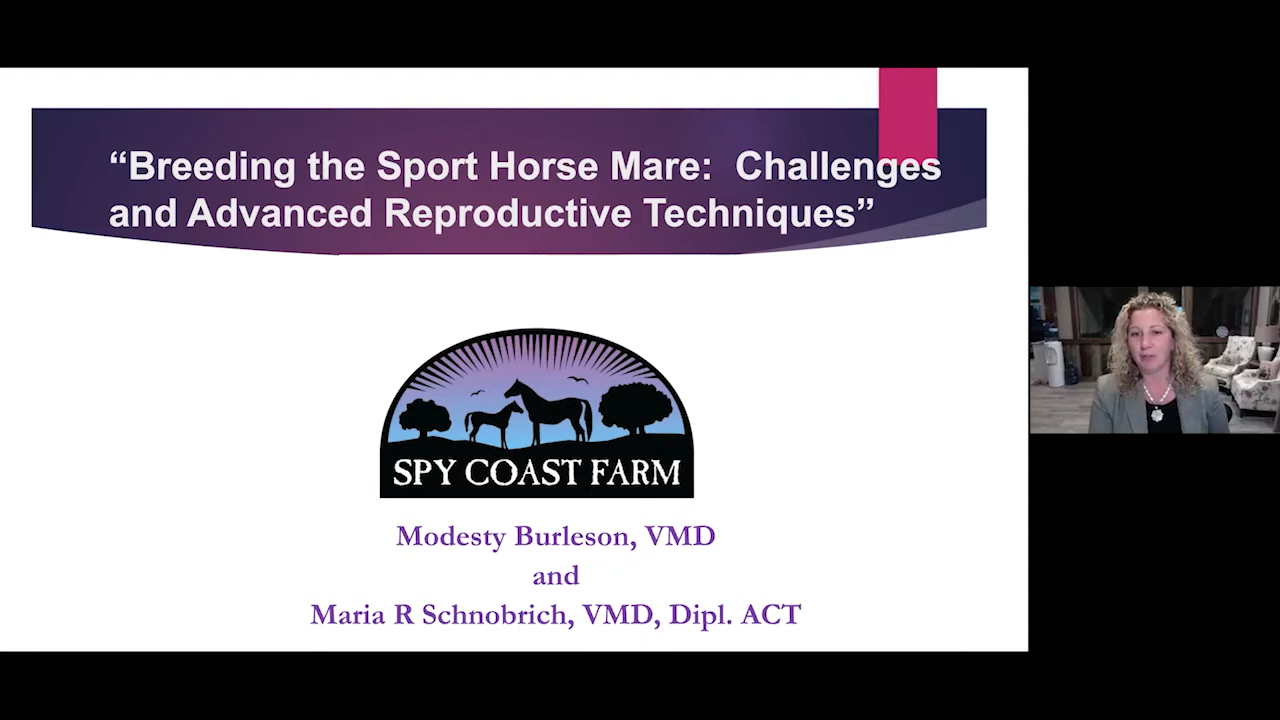 “Breeding the Sport Horse Mare: Challenges
and Advanced Reproductive Techniques”
SPY COAST FARM
Modesty Burleson, VMD
and
Maria R Schnobrich, VMD, Dipl. ACT